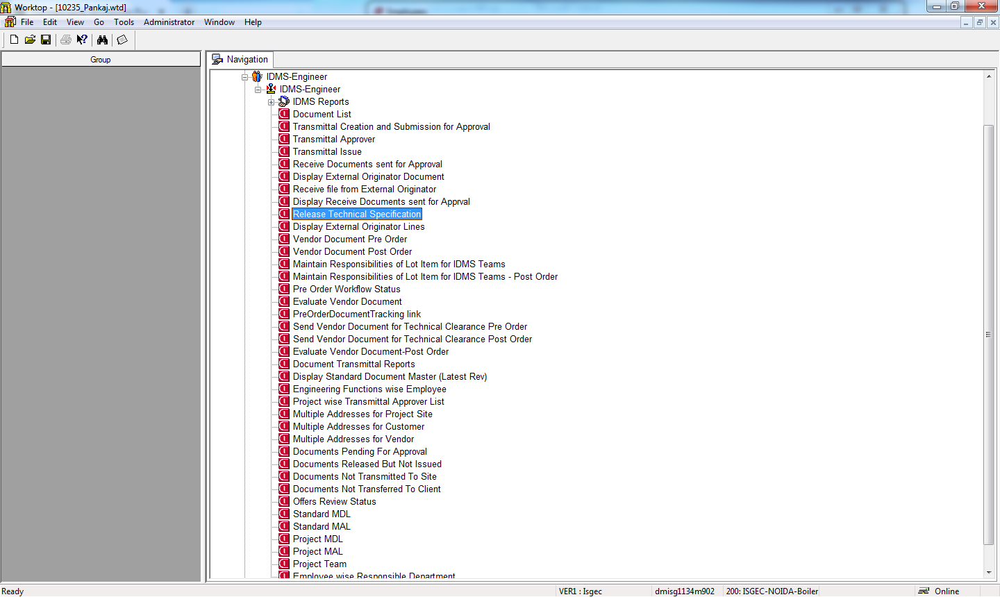 Worktop - [10235_Pankaj.wtd]
File Edit View Go Tools Administrator Window Help
Group
Navigation
IDMS-Engineer
IDMS-Engineer
IDMS Reports
Document List
Transmittal Creation and Submission for Approval
Transmittal Approver
Transmittal Issue
Receive Documents sent for Approval
Display External Originator Document
Receive file from External Originator
Display Receive Documents sent for Apprval
Release Technical Specification
Display External Originator Lines
Vendor Document Pre Order
Vendor Document Post Order
Maintain Responsibilities of Lot Item for IDMS Teams
Maintain Responsibilities of Lot Item for IDMS Teams - Post Order
Pre Order Workflow Status
Evaluate Vendor Document
PreOrderDocumentTracking link
Send Vendor Document for Technical Clearance Pre Order
Send Vendor Document for Technical Clearance Post Order
Evaluate Vendor Document-Post Order
Document Transmittal Reports
Display Standard Document Master (Latest Rev)
Engineering Functions wise Employee
Project wise Transmittal Approver List
Multiple Addresses for Project Site
Multiple Addresses for Customer
Multiple Addresses for Vendor
Documents Pending For Approval
Documents Released But Not Issued
Documents Not Transmitted To Site
Documents Not Transferred To Client
Offers Review Status
Standard MDL
Standard MAL
Project MDL
Project MAL
Project Team
Employee wise Responsible Department
Ready VER1 : Isgec dmisg1134m902 200: ISGEC-NOIDA-Boiler Online